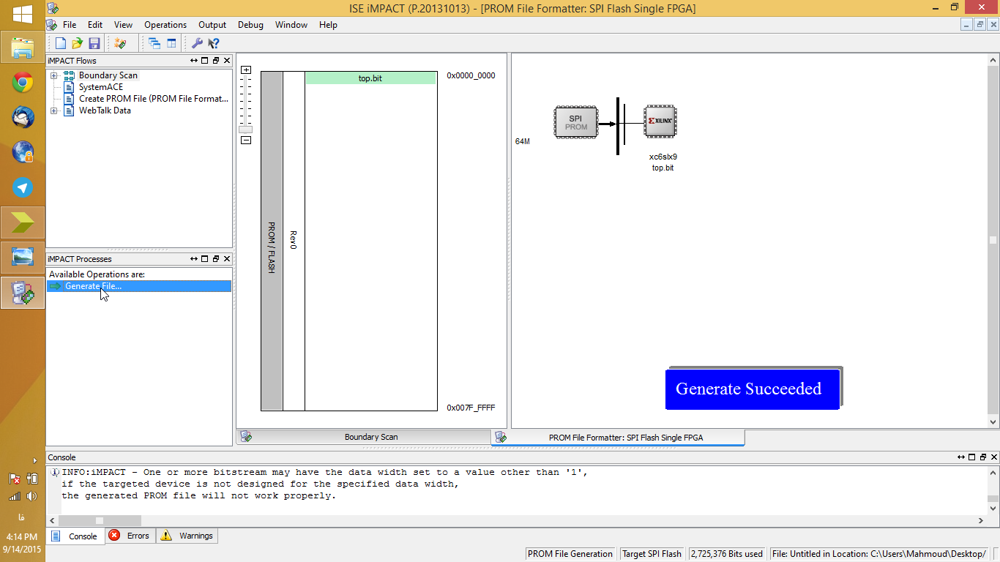 ISE iMPACT (P.20131013) - [PROM File Formatter: SPI Flash Single FPGA]
File Edit View Operations Output Debug Window Help
iMPACT Flows
Boundary Scan
SystemACE
Create PROM File (PROM File Format...
WebTalk Data
iMPACT Processes
Available Operations are:
Generate File...
PROM / FLASH
Rev0
top.bit
0x0000_0000
0x007F_FFFF
64M
SPI
PROM
XILINX
xc6slx9
top.bit
Generate Succeeded
Boundary Scan
PROM File Formatter: SPI Flash Single FPGA
Console
INFO:iMPACT - One or more bitstream may have the data width set to a value other than '1',
if the targeted device is not designed for the specified data width,
the generated PROM file will not work properly.
Console Errors Warnings
PROM File Generation Target SPI Flash 2,725,376 Bits used File: Untitled in Location: C:\Users\Mahmoud\Desktop/
فا
4:14 PM
9/14/2015